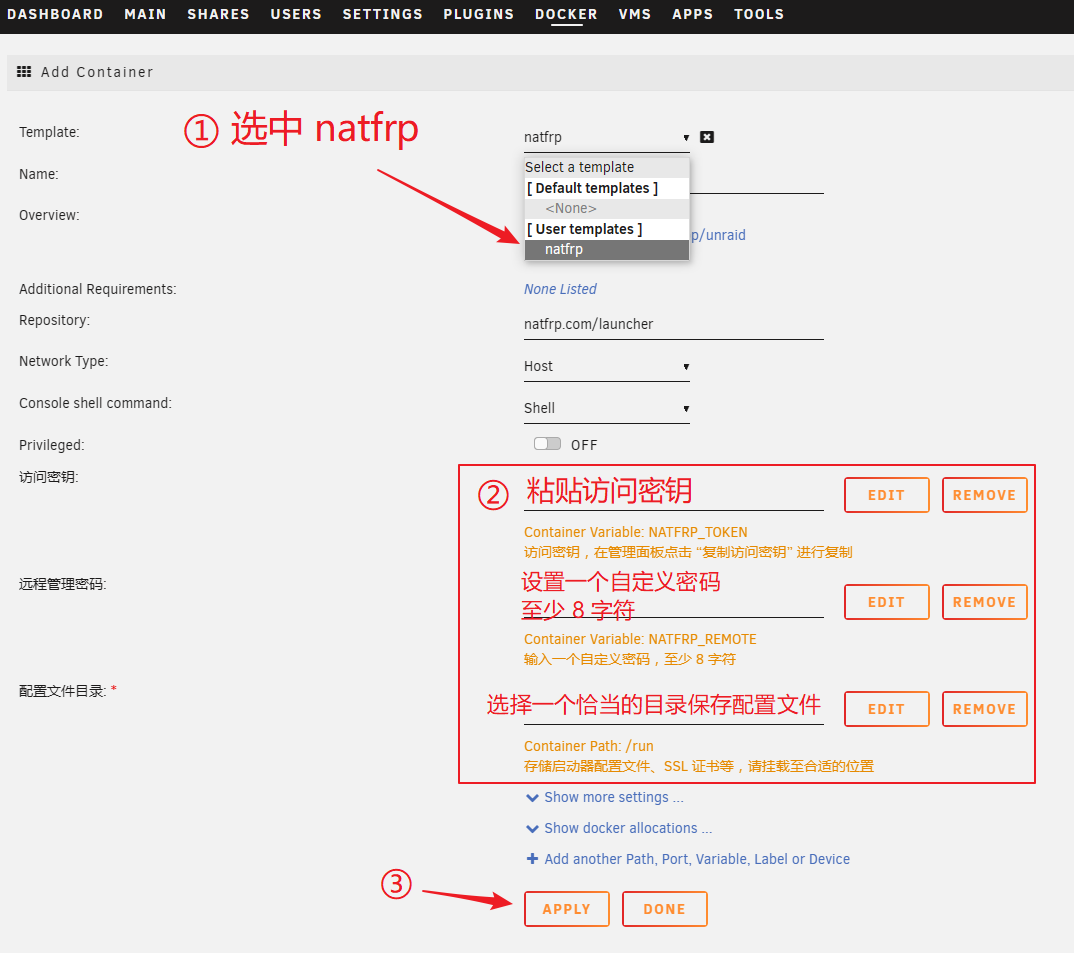 DASHBOARD MAIN SHARES USERS SETTINGS PLUGINS DOCKER VMS APPS TOOLS
Add Container
① 选中 natfrp
Template:
natfrp
Select a template
[ Default templates ]
<None>
[ User templates ]
natfrp
Name:
Overview:
p/unraid
Additional Requirements:
None Listed
Repository:
natfrp.com/launcher
Network Type:
Host
Console shell command:
Shell
Privileged:
OFF
访问密钥:
② 粘贴访问密钥
EDIT REMOVE
Container Variable: NATFRP_TOKEN
访问密钥，在管理面板点击 “复制访问密钥” 进行复制
远程管理密码:
设置一个自定义密码
至少 8 字符
EDIT REMOVE
Container Variable: NATFRP_REMOTE
输入一个自定义密码，至少 8 字符
配置文件目录: *
选择一个恰当的目录保存配置文件
EDIT REMOVE
Container Path: /run
存储启动器配置文件、SSL 证书等，请挂载至合适的位置
Show more settings ...
Show docker allocations ...
Add another Path, Port, Variable, Label or Device
③
APPLY DONE